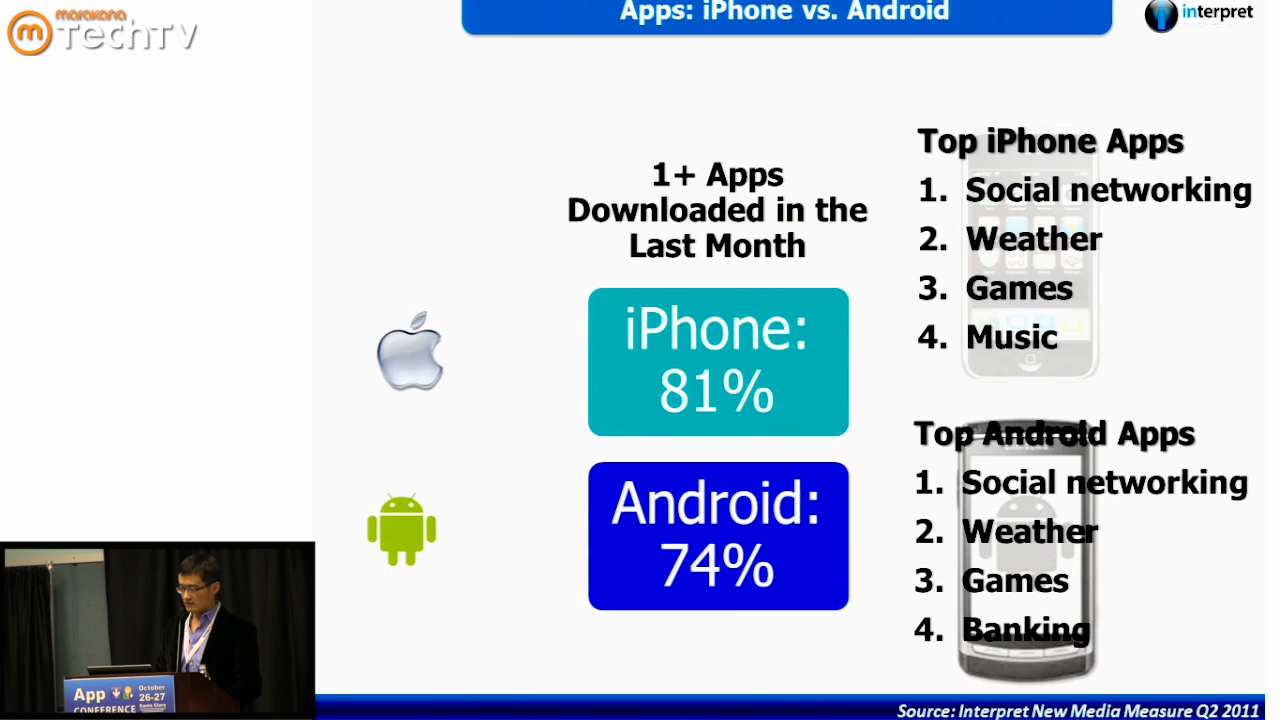 marakana
TechTV
Apps: iPhone vs. Android
interpret
1+ Apps
Downloaded in the
Last Month
iPhone:
81%
Android:
74%
Top iPhone Apps
1. Social networking
2. Weather
3. Games
4. Music
Top Android Apps
1. Social networking
2. Weather
3. Games
4. Banking
App
CONFERENCE
October
26-27
Santa Clara
Source: Interpret New Media Measure Q2 2011